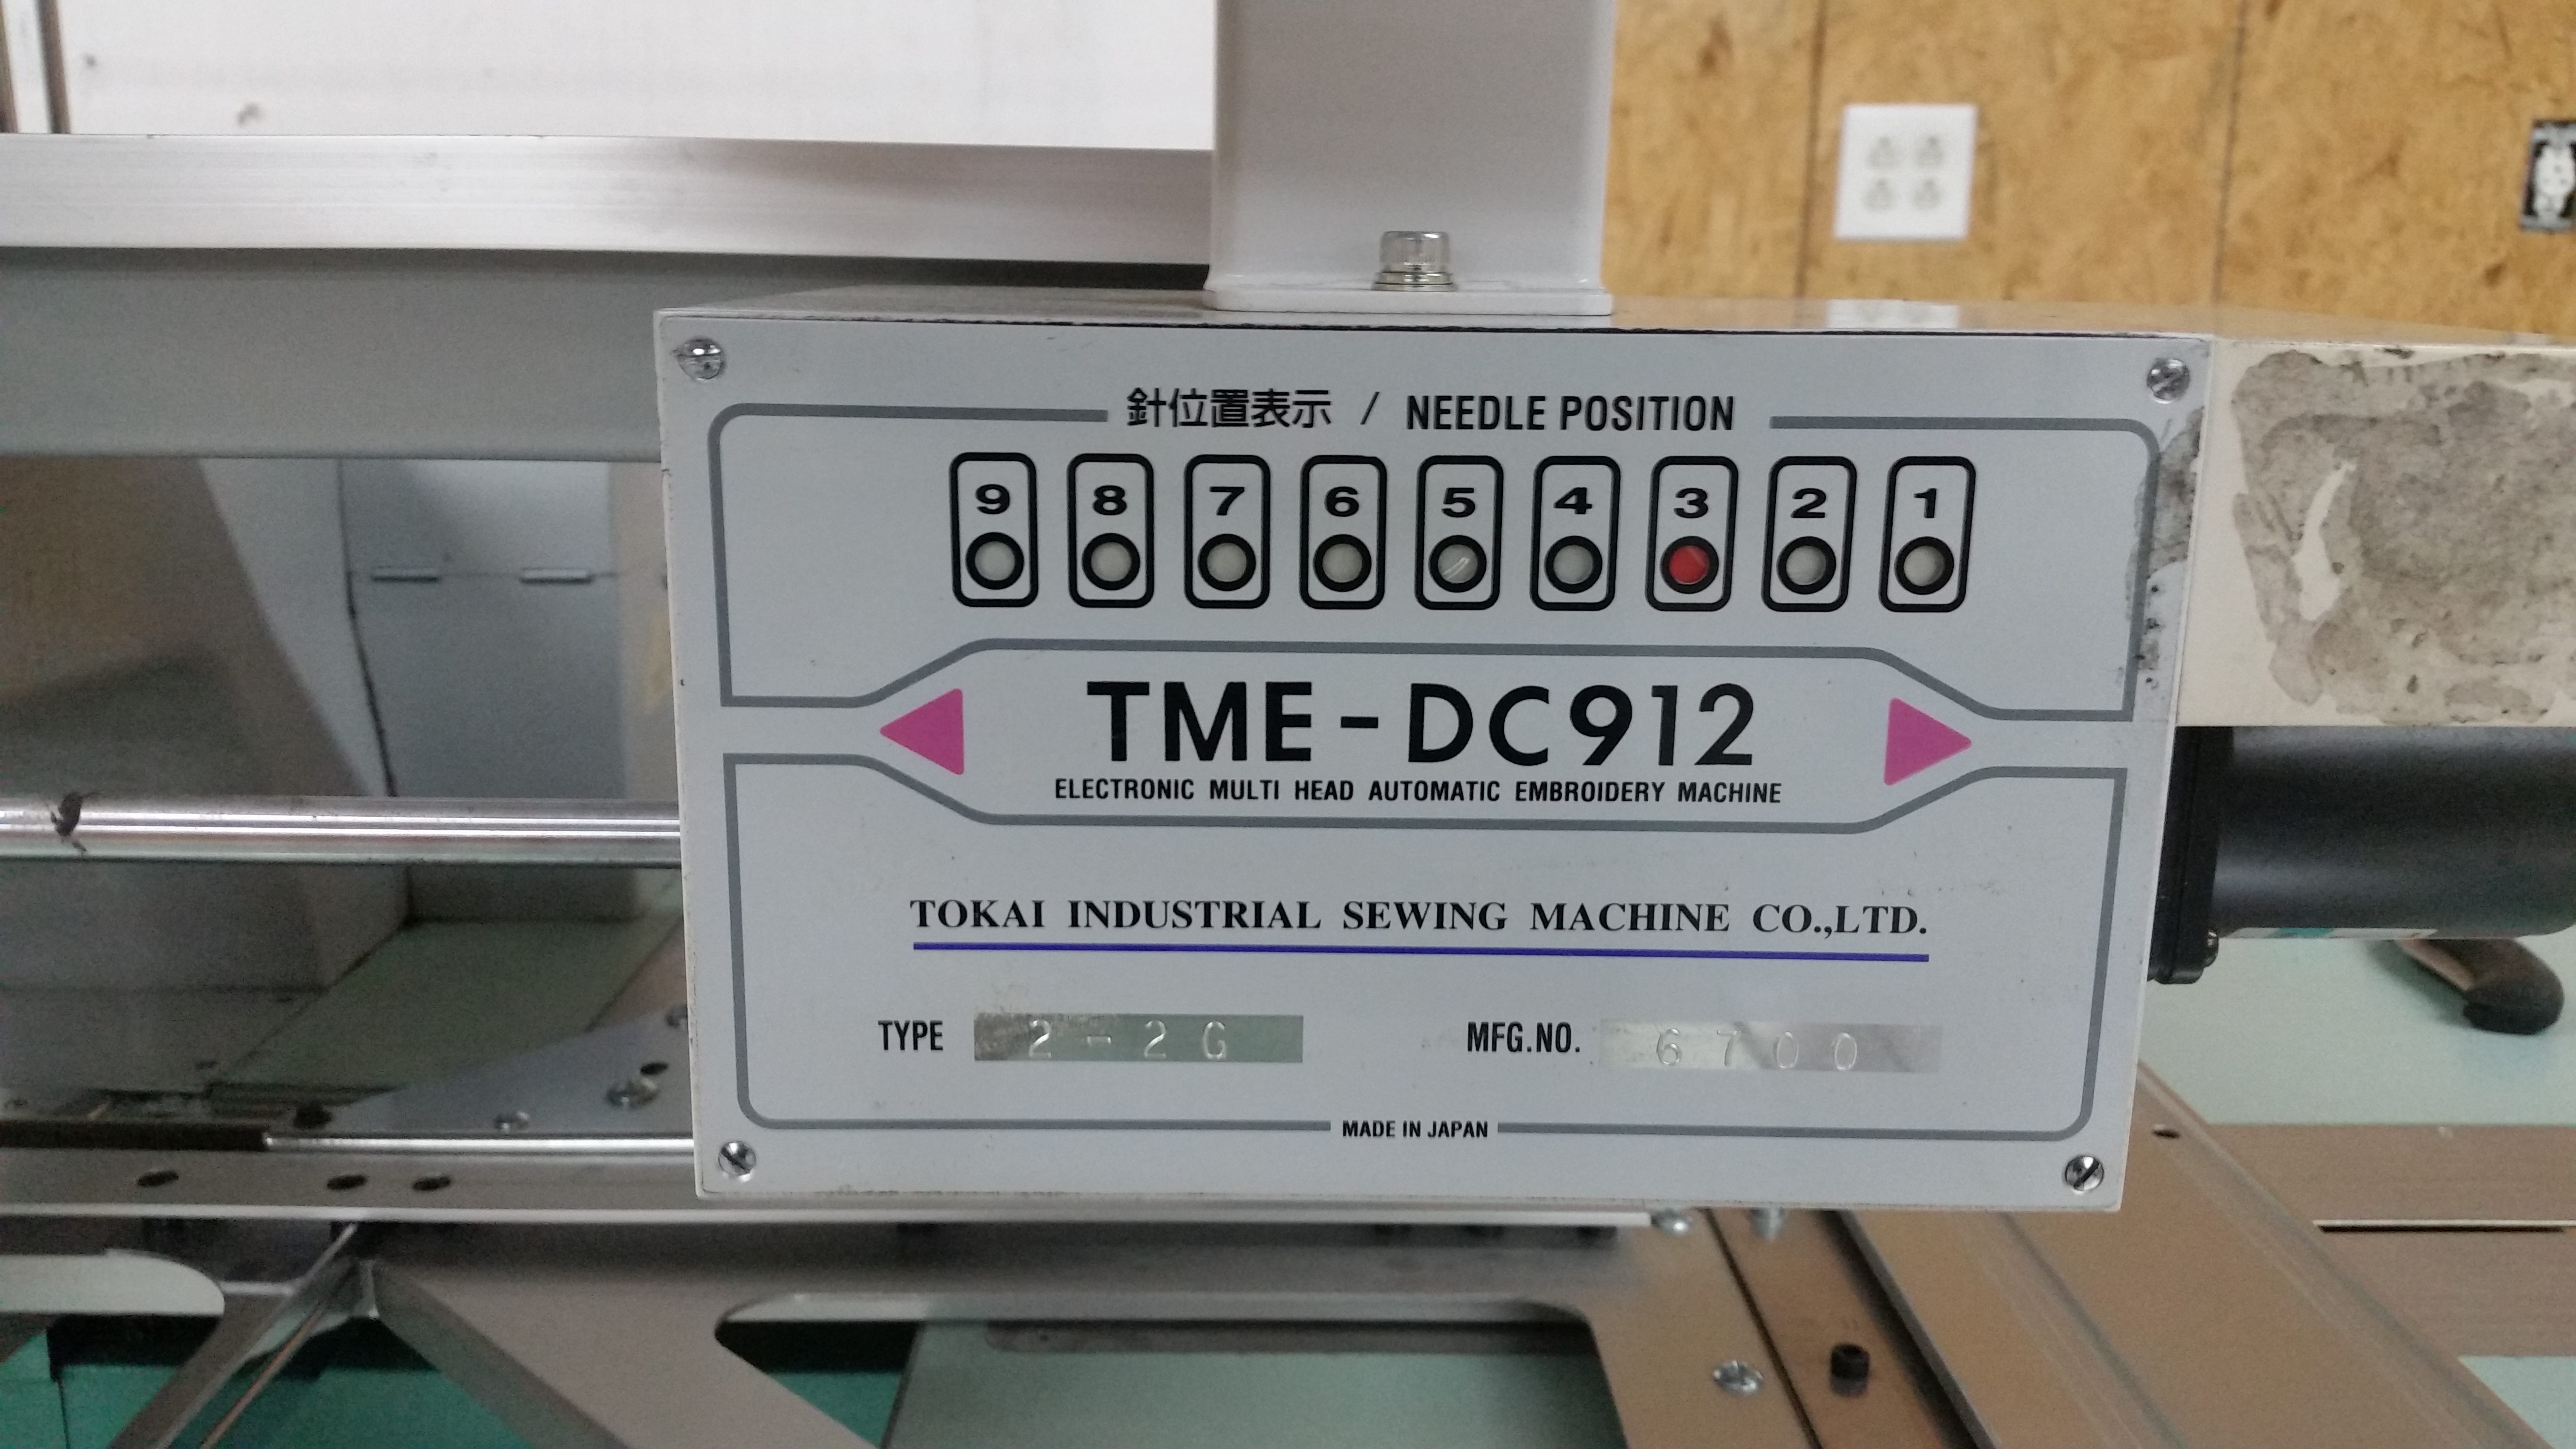 針位置表示 / NEEDLE POSITION
9 8 7 6 5 4 3 2 1
TME-DC912
ELECTRONIC MULTI HEAD AUTOMATIC EMBROIDERY MACHINE
TOKAI INDUSTRIAL SEWING MACHINE CO.,LTD.
TYPE 2-2G MFG.NO. 6700
MADE IN JAPAN